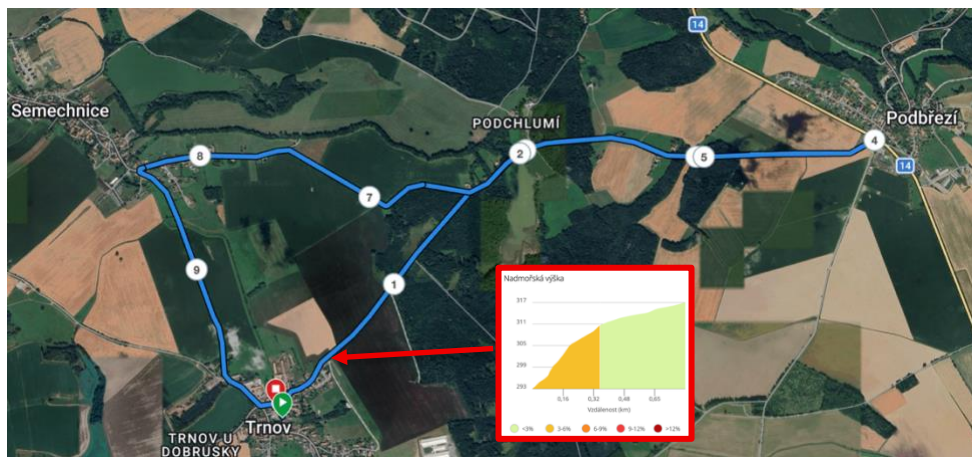 14
Semechnice
PODCHLUMÍ
Podbřezí
8
2
5
4
14
7
9
1
Nadmořská výška
317
311
305
299
293
0,16
0,32
0,48
0,65
Vzdálenost (km)
<3%
3-6%
6-9%
9-12%
>12%
Trnov
TRNOV U
DOBRUSKY